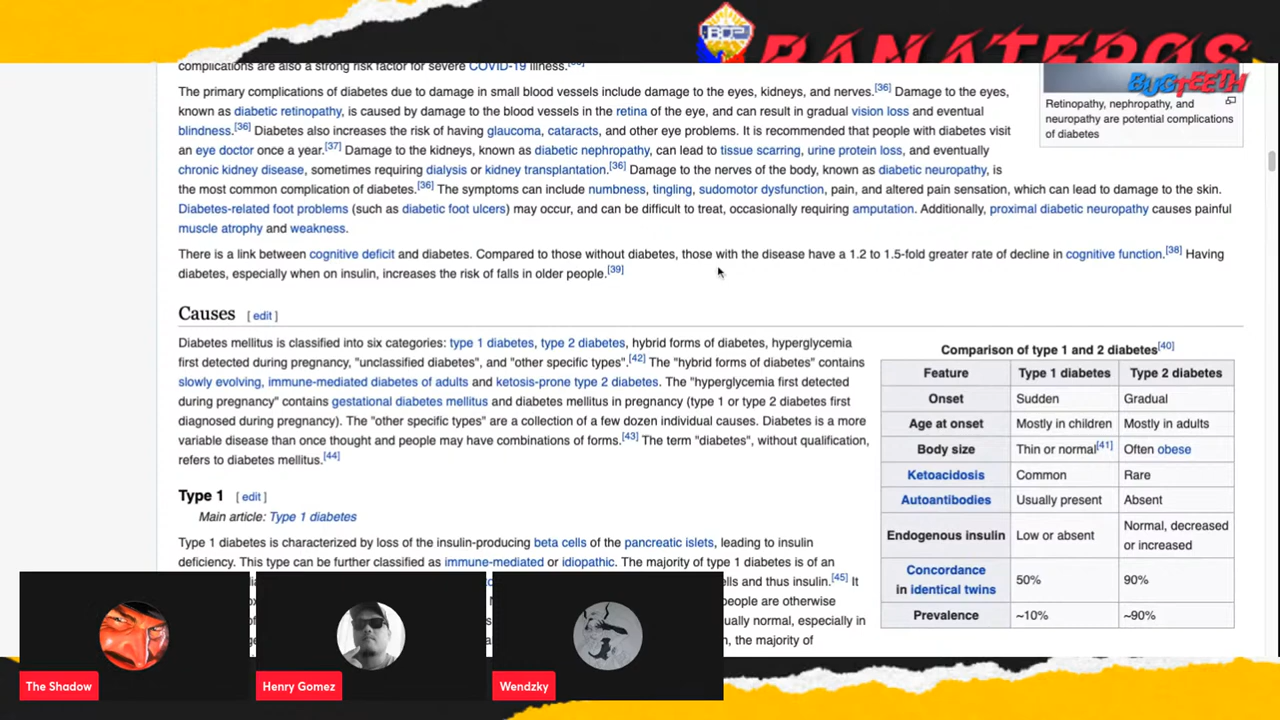 BC2
BANATEROS
BUGTEETH
complications are also a strong risk factor for severe COVID-19 illness.
The primary complications of diabetes due to damage in small blood vessels include damage to the eyes, kidneys, and nerves.[36] Damage to the eyes,
known as diabetic retinopathy, is caused by damage to the blood vessels in the retina of the eye, and can result in gradual vision loss and eventual
blindness.[36] Diabetes also increases the risk of having glaucoma, cataracts, and other eye problems. It is recommended that people with diabetes visit
an eye doctor once a year.[37] Damage to the kidneys, known as diabetic nephropathy, can lead to tissue scarring, urine protein loss, and eventually
chronic kidney disease, sometimes requiring dialysis or kidney transplantation.[36] Damage to the nerves of the body, known as diabetic neuropathy, is
the most common complication of diabetes.[36] The symptoms can include numbness, tingling, sudomotor dysfunction, pain, and altered pain sensation, which can lead to damage to the skin.
Diabetes-related foot problems (such as diabetic foot ulcers) may occur, and can be difficult to treat, occasionally requiring amputation. Additionally, proximal diabetic neuropathy causes painful
muscle atrophy and weakness.
Retinopathy, nephropathy, and
neuropathy are potential complications
of diabetes
There is a link between cognitive deficit and diabetes. Compared to those without diabetes, those with the disease have a 1.2 to 1.5-fold greater rate of decline in cognitive function.[38] Having
diabetes, especially when on insulin, increases the risk of falls in older people.[39]
Causes [ edit ]
Diabetes mellitus is classified into six categories: type 1 diabetes, type 2 diabetes, hybrid forms of diabetes, hyperglycemia
first detected during pregnancy, "unclassified diabetes", and "other specific types".[42] The "hybrid forms of diabetes" contains
slowly evolving, immune-mediated diabetes of adults and ketosis-prone type 2 diabetes. The "hyperglycemia first detected
during pregnancy" contains gestational diabetes mellitus and diabetes mellitus in pregnancy (type 1 or type 2 diabetes first
diagnosed during pregnancy). The "other specific types" are a collection of a few dozen individual causes. Diabetes is a more
variable disease than once thought and people may have combinations of forms.[43] The term "diabetes", without qualification,
refers to diabetes mellitus.[44]
Comparison of type 1 and 2 diabetes[40]
Feature Type 1 diabetes Type 2 diabetes
Onset Sudden Gradual
Age at onset Mostly in children Mostly in adults
Body size Thin or normal[41] Often obese
Ketoacidosis Common Rare
Autoantibodies Usually present Absent
Endogenous insulin Low or absent Normal, decreased
or increased
Concordance
in identical twins 50% 90%
Prevalence ~10% ~90%
Type 1 [ edit ]
Main article: Type 1 diabetes
Type 1 diabetes is characterized by loss of the insulin-producing beta cells of the pancreatic islets, leading to insulin
deficiency. This type can be further classified as immune-mediated or idiopathic. The majority of type 1 diabetes is of an
and thus insulin.[45] It
people are otherwise
normal, especially in
the majority of
The Shadow
Henry Gomez
Wendzky